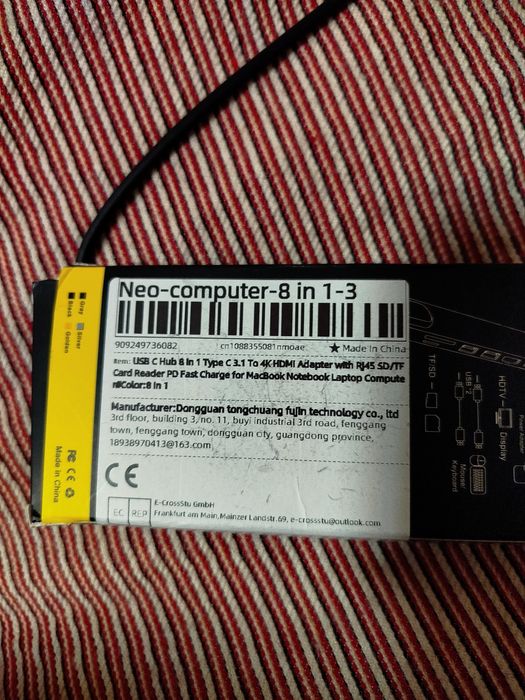 Neo-computer-8 in 1-3
909249736082 cn1088355081nmoae ★ Made In China
Item: USB C Hub 8 In 1 Type C 3.1 To 4K HDMI Adapter with RJ45 SD/TF
Card Reader PD Fast Charge for MacBook Notebook Laptop Compute
r#Color:8 In 1
Manufacturer:Dongguan tongchuang fujin technology co., ltd
3rd floor, building 3, no. 11, buyi industrial 3rd road, fenggang
town, fenggang town, dongguan city, guangdong province,
18938970413@163.com
CE
EC REP
E-CrossStu GmbH
Frankfurt am Main,Mainzer Landstr.69, e-crossstu@outlook.com
Gray
Black
Silver
Golden
FC CE
Made in China
TF/SD
USB *2
HDTV
Display
Mouse/
Keyboard